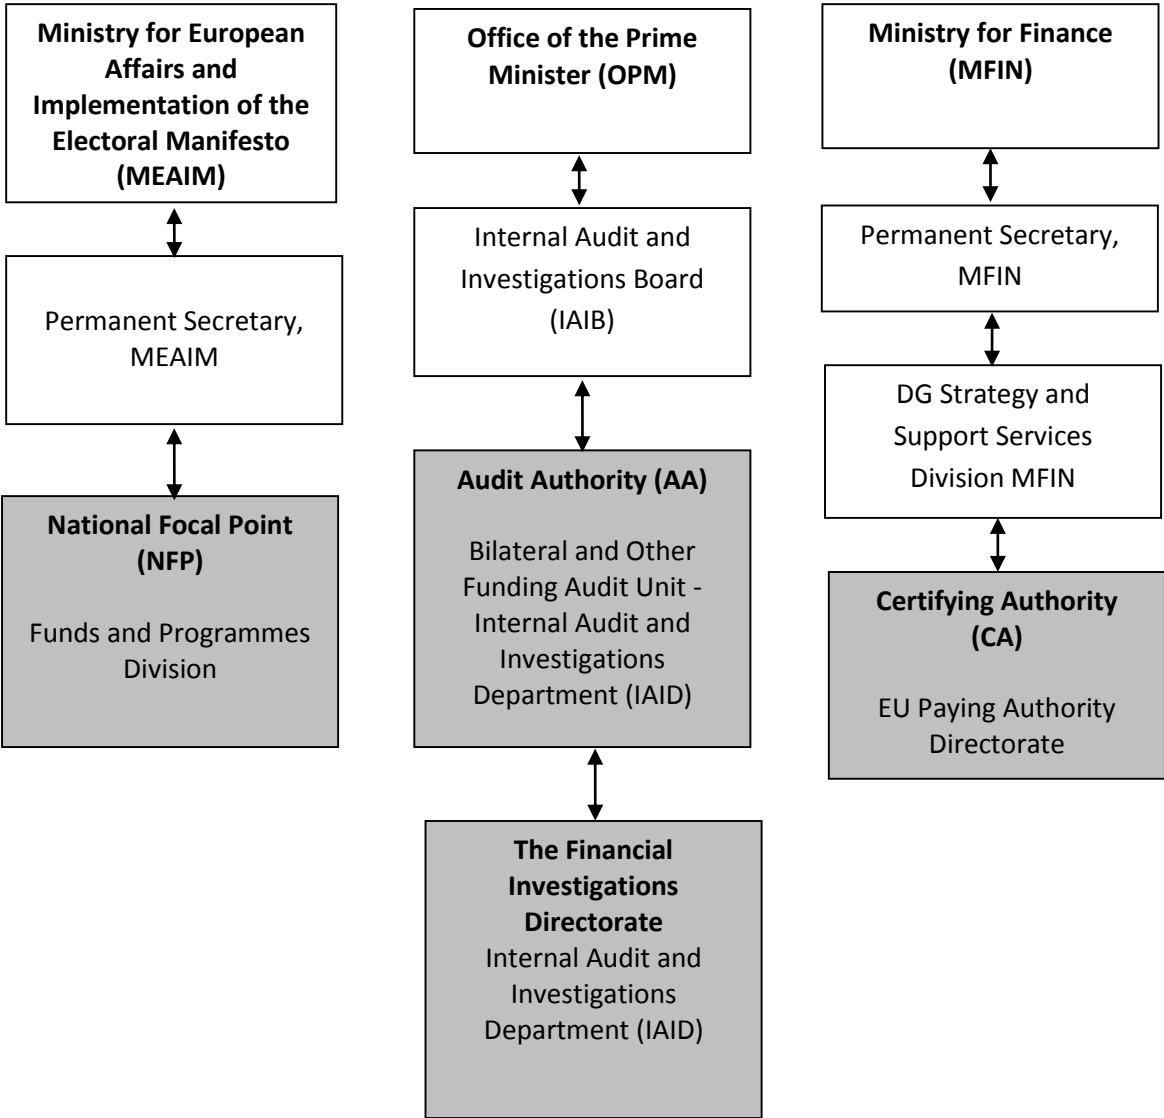 Ministry for European
Affairs and
Implementation of the
Electoral Manifesto
(MEAIM)
Permanent Secretary,
MEAIM
National Focal Point
(NFP)
Funds and Programmes
Division
Office of the Prime
Minister (OPM)
Internal Audit and
Investigations Board
(IAIB)
Audit Authority (AA)
Bilateral and Other
Funding Audit Unit -
Internal Audit and
Investigations
Department (IAID)
The Financial
Investigations
Directorate
Internal Audit and
Investigations
Department (IAID)
Ministry for Finance
(MFIN)
Permanent Secretary,
MFIN
DG Strategy and
Support Services
Division MFIN
Certifying Authority
(CA)
EU Paying Authority
Directorate